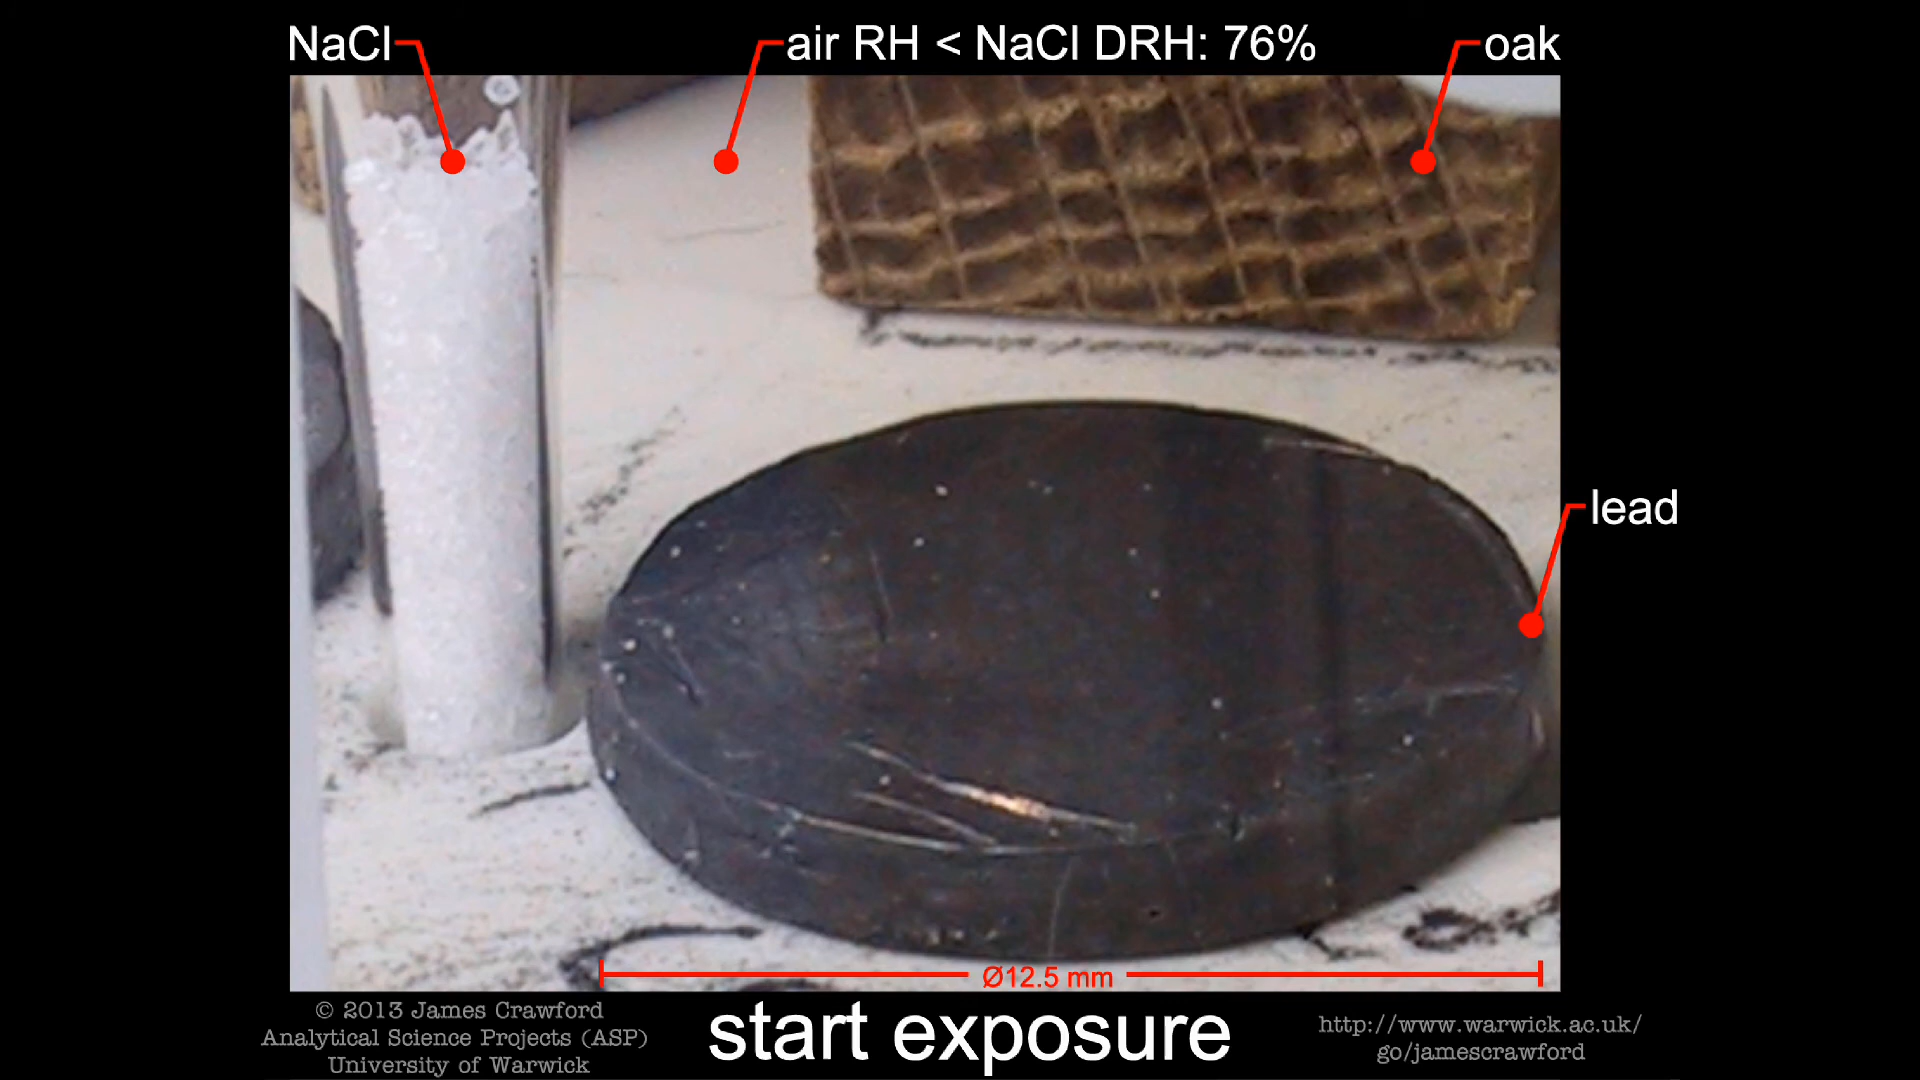 NaCl
air RH < NaCl DRH: 76%
oak
lead
Ø12.5 mm
© 2013 James Crawford
Analytical Science Projects (ASP)
University of Warwick
start exposure
http://www.warwick.ac.uk/
go/jamescrawford